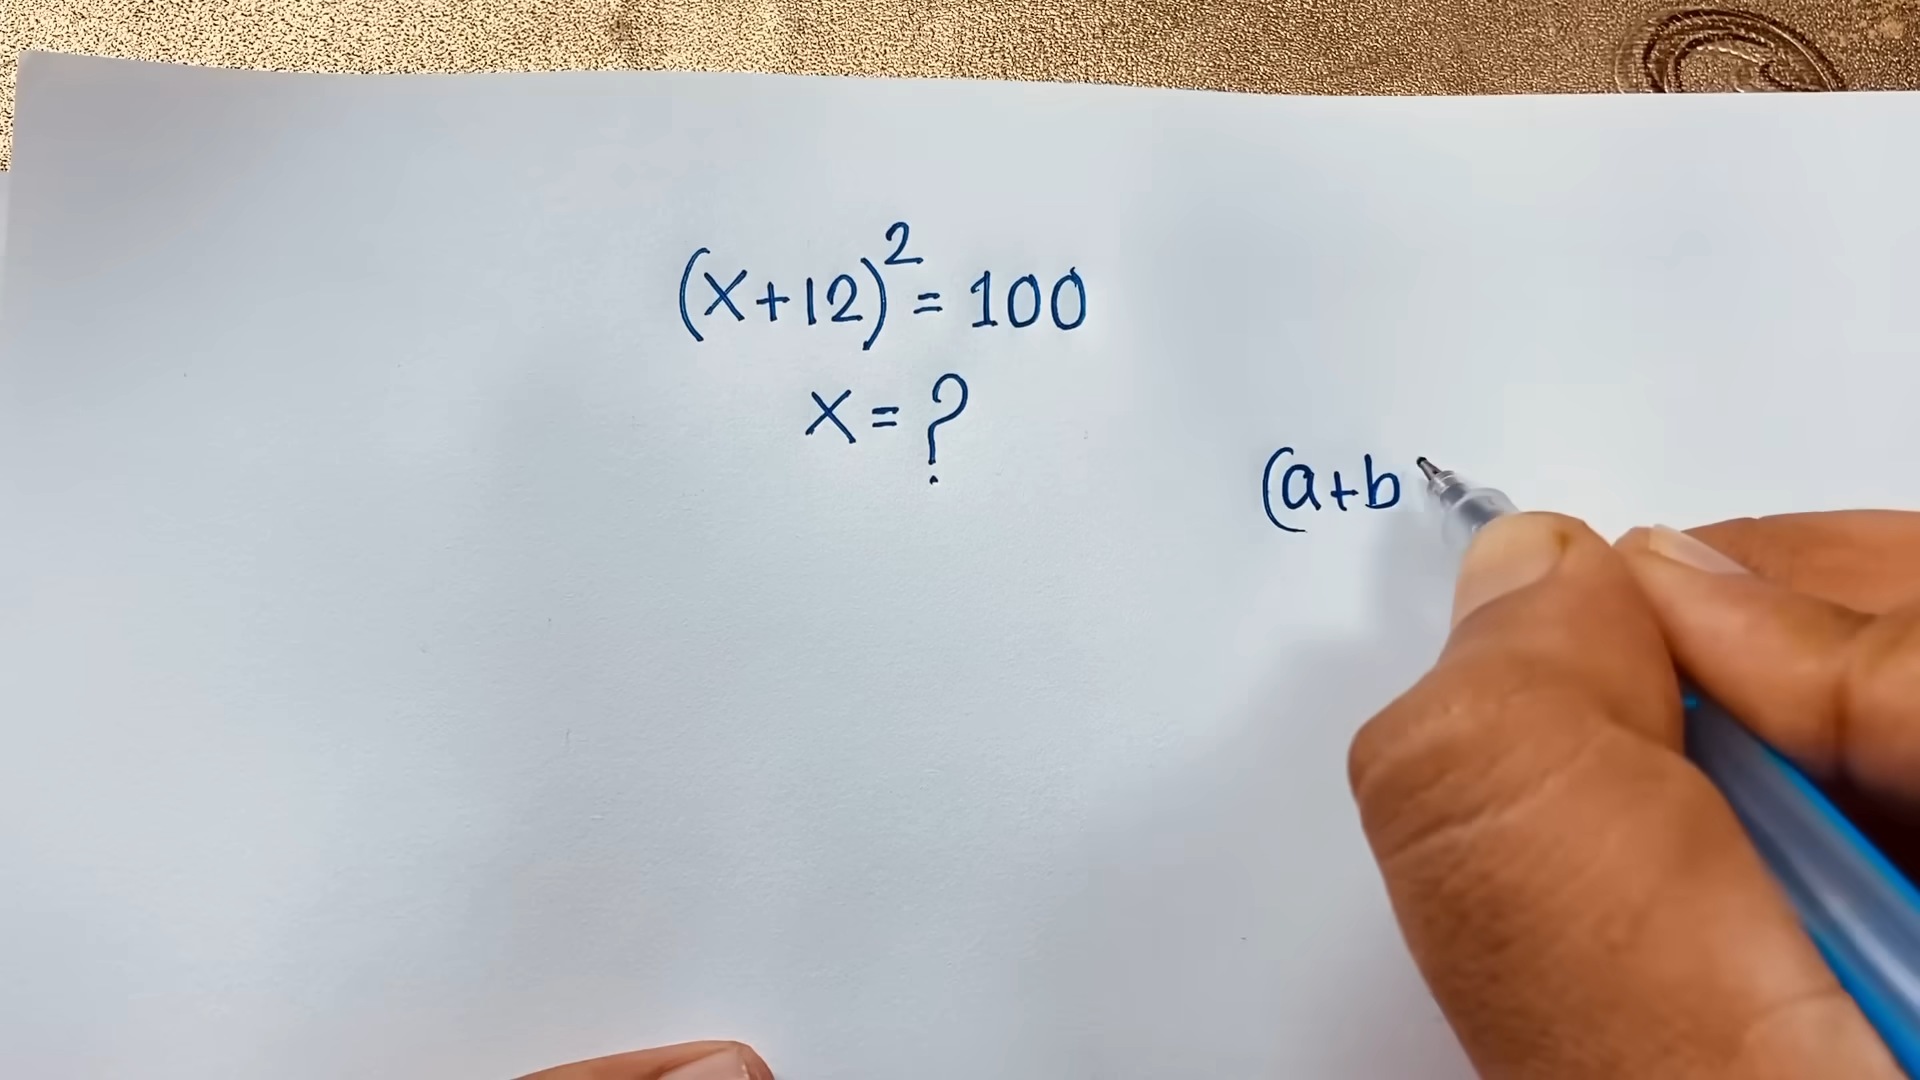 (x+12)² = 100
x = ?
(a+b